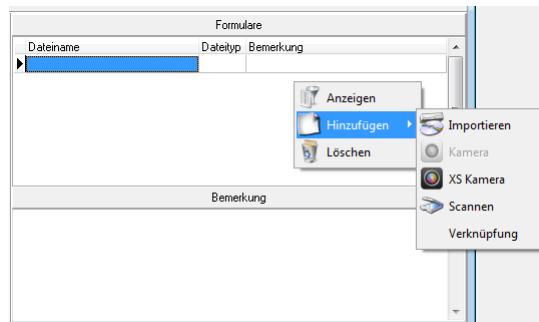 Formulare
Dateiname Dateityp Bemerkung
Anzeigen
Hinzufügen
Löschen
Importieren
Kamera
XS Kamera
Scannen
Verknüpfung
Bemerkung